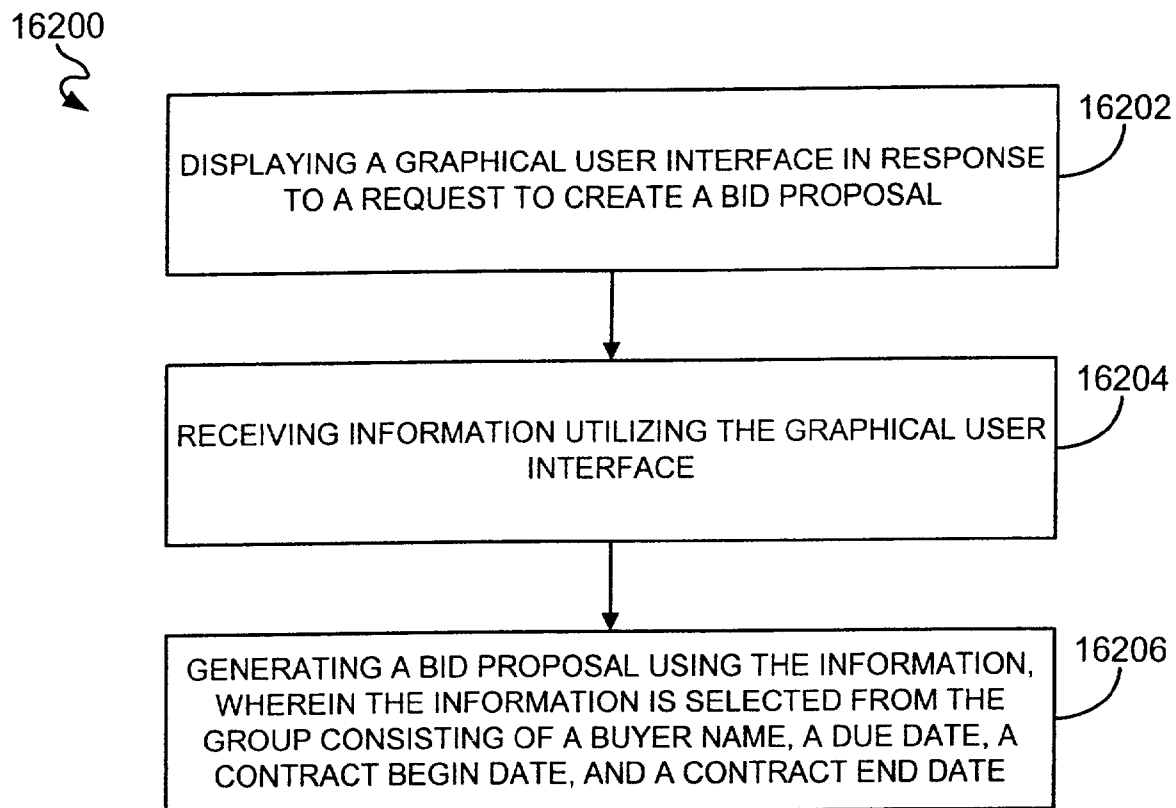 16200
16202
DISPLAYING A GRAPHICAL USER INTERFACE IN RESPONSE
TO A REQUEST TO CREATE A BID PROPOSAL
16204
RECEIVING INFORMATION UTILIZING THE GRAPHICAL USER
INTERFACE
16206
GENERATING A BID PROPOSAL USING THE INFORMATION,
WHEREIN THE INFORMATION IS SELECTED FROM THE
GROUP CONSISTING OF A BUYER NAME, A DUE DATE, A
CONTRACT BEGIN DATE, AND A CONTRACT END DATE